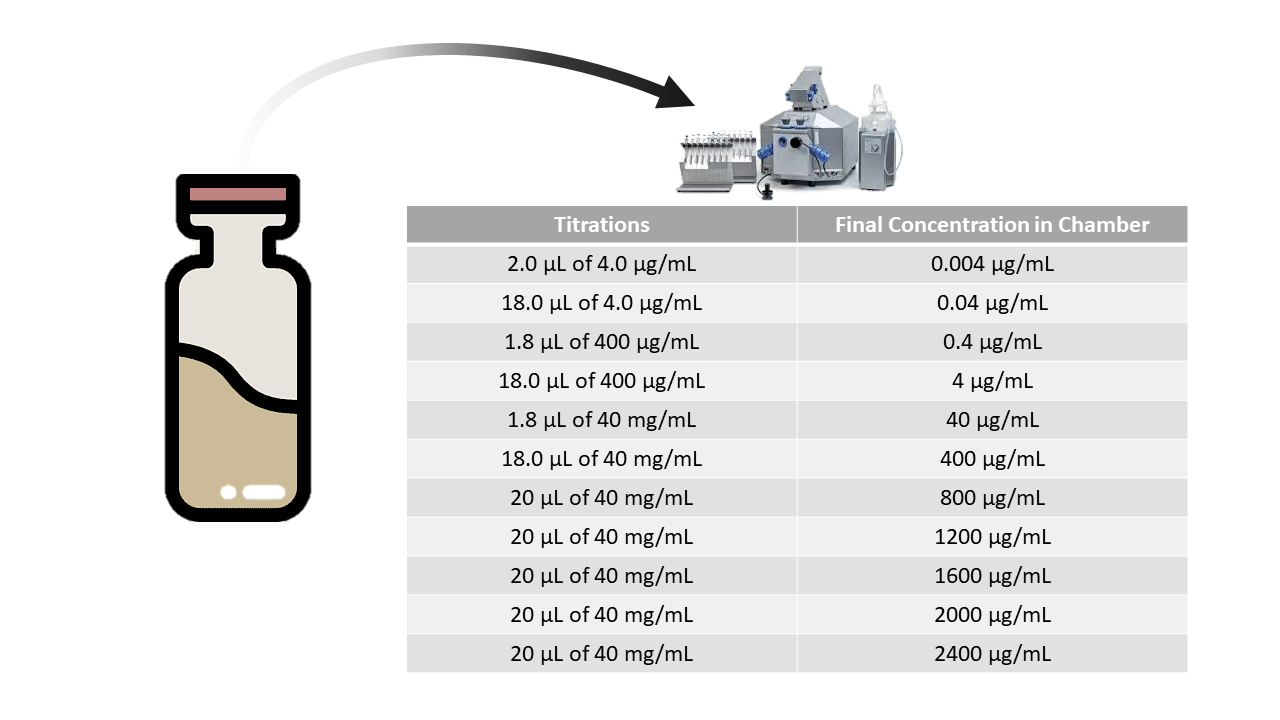 Titrations Final Concentration in Chamber
2.0 µL of 4.0 µg/mL 0.004 µg/mL
18.0 µL of 4.0 µg/mL 0.04 µg/mL
1.8 µL of 400 µg/mL 0.4 µg/mL
18.0 µL of 400 µg/mL 4 µg/mL
1.8 µL of 40 mg/mL 40 µg/mL
18.0 µL of 40 mg/mL 400 µg/mL
20 µL of 40 mg/mL 800 µg/mL
20 µL of 40 mg/mL 1200 µg/mL
20 µL of 40 mg/mL 1600 µg/mL
20 µL of 40 mg/mL 2000 µg/mL
20 µL of 40 mg/mL 2400 µg/mL